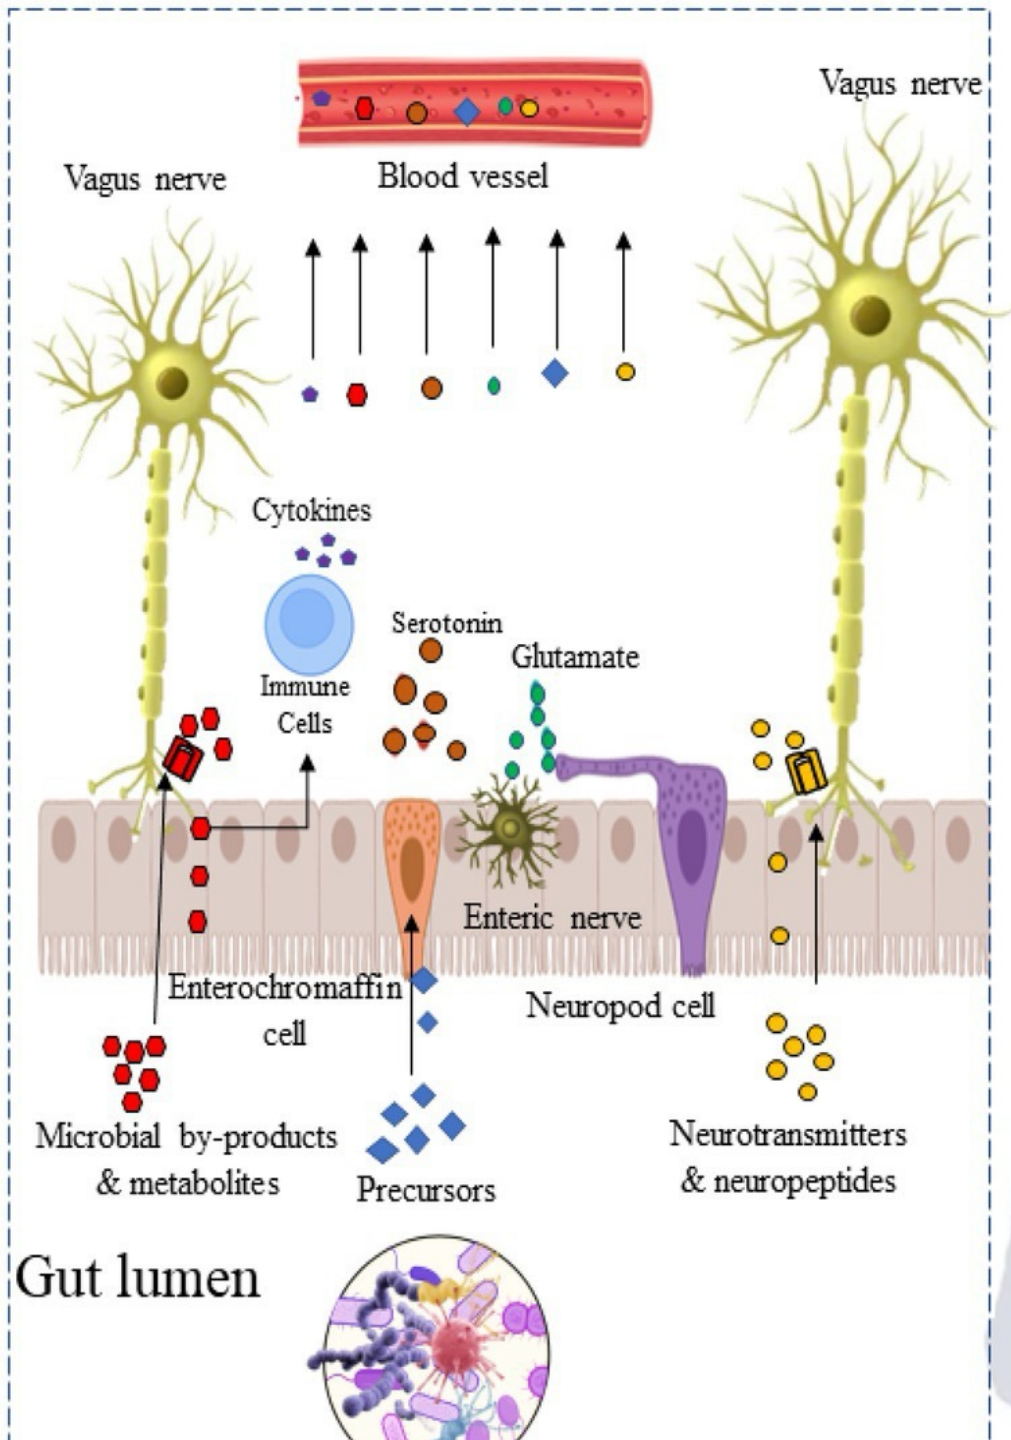 Vagus nerve
Blood vessel
Vagus nerve
Cytokines
Immune
Cells
Serotonin
Glutamate
Enteric nerve
Enterochromaffin
cell
Neuropod cell
Microbial by-products
& metabolites
Precursors
Neurotransmitters
& neuropeptides
Gut lumen